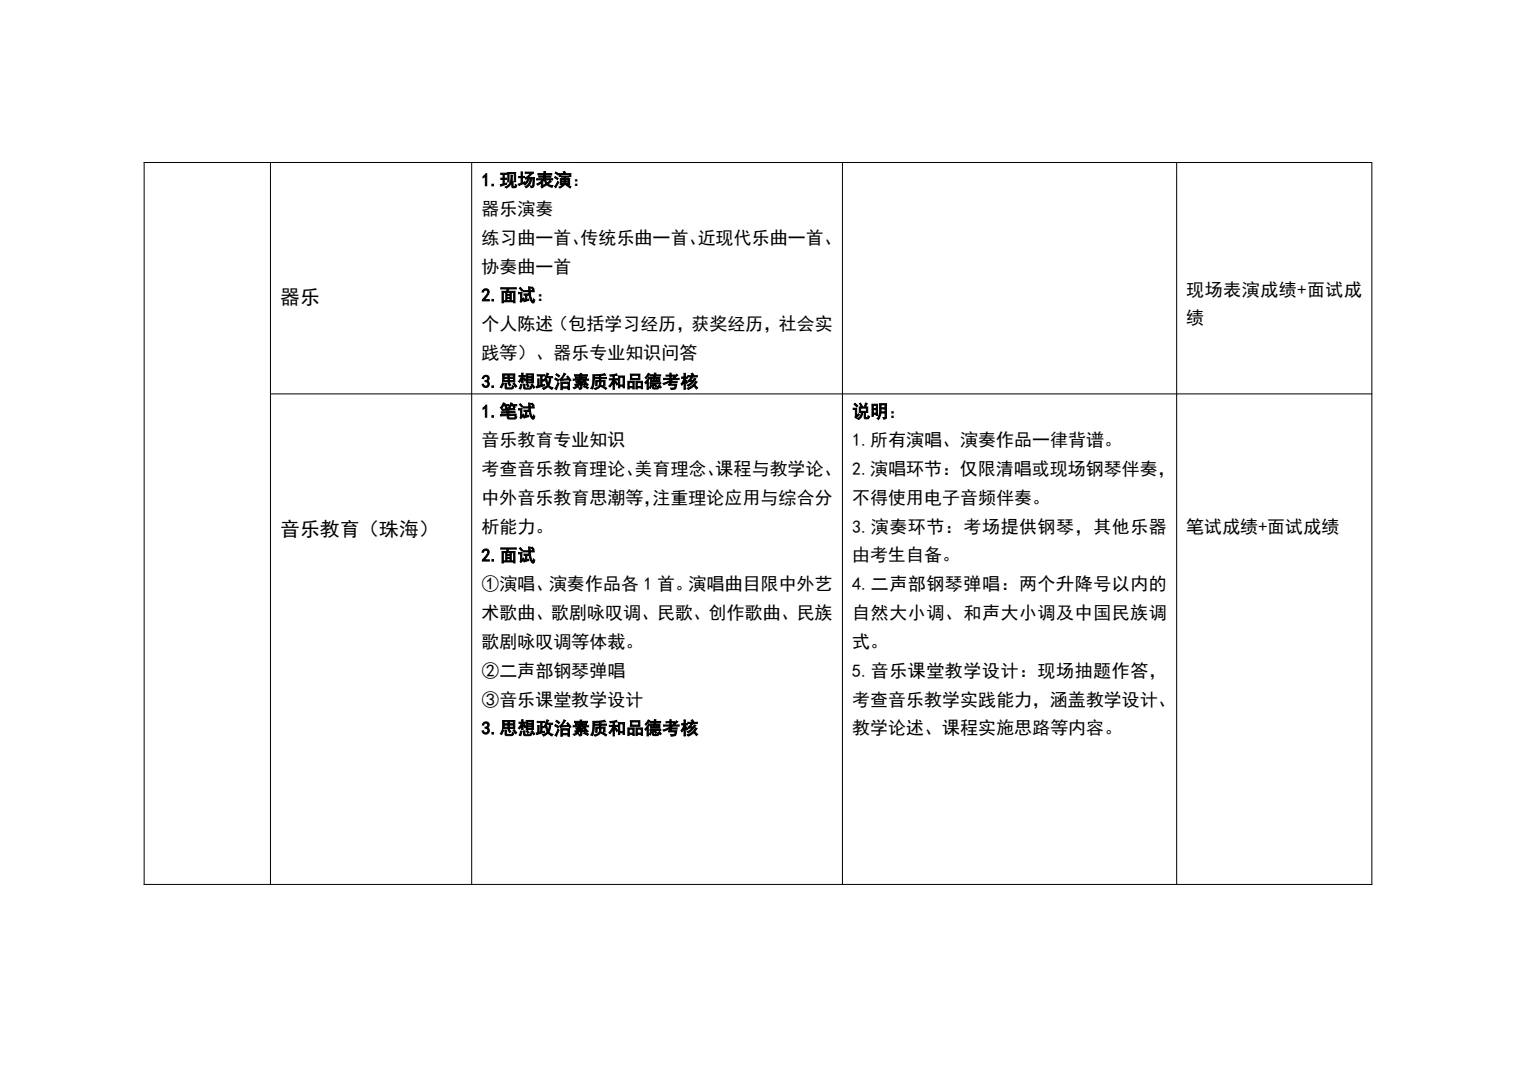 器乐
1.现场表演：
器乐演奏
练习曲一首、传统乐曲一首、近现代乐曲一首、
协奏曲一首
2.面试：
个人陈述（包括学习经历，获奖经历，社会实
践等）、器乐专业知识问答
3.思想政治素质和品德考核
现场表演成绩+面试成
绩
音乐教育（珠海）
1.笔试
音乐教育专业知识
考查音乐教育理论、美育理念、课程与教学论、
中外音乐教育思潮等，注重理论应用与综合分
析能力。
2.面试
①演唱、演奏作品各1首。演唱曲目限中外艺
术歌曲、歌剧咏叹调、民歌、创作歌曲、民族
歌剧咏叹调等体裁。
②二声部钢琴弹唱
③音乐课堂教学设计
3.思想政治素质和品德考核
说明：
1.所有演唱、演奏作品一律背谱。
2.演唱环节：仅限清唱或现场钢琴伴奏，
不得使用电子音频伴奏。
3.演奏环节：考场提供钢琴，其他乐器
由考生自备。
4.二声部钢琴弹唱：两个升降号以内的
自然大小调、和声大小调及中国民族调
式。
5.音乐课堂教学设计：现场抽题作答，
考查音乐教学实践能力，涵盖教学设计、
教学论述、课程实施思路等内容。
笔试成绩+面试成绩